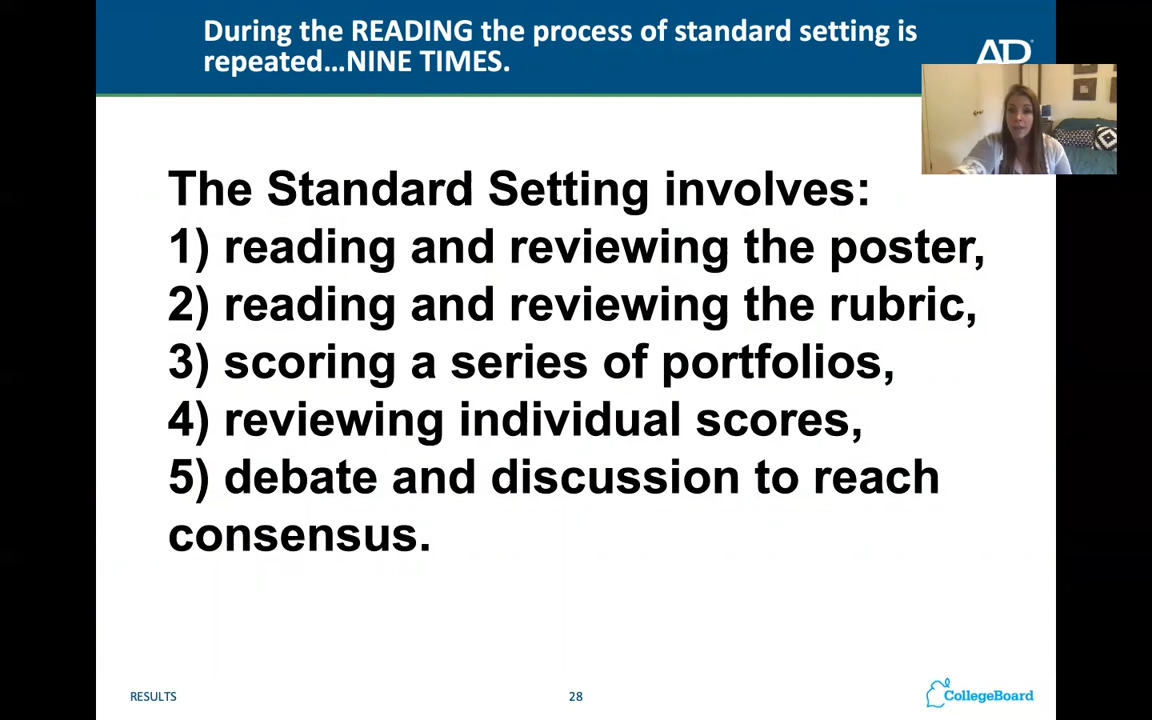 During the READING the process of standard setting is
repeated…NINE TIMES.
AP
The Standard Setting involves:
1) reading and reviewing the poster,
2) reading and reviewing the rubric,
3) scoring a series of portfolios,
4) reviewing individual scores,
5) debate and discussion to reach
consensus.
RESULTS
28
CollegeBoard